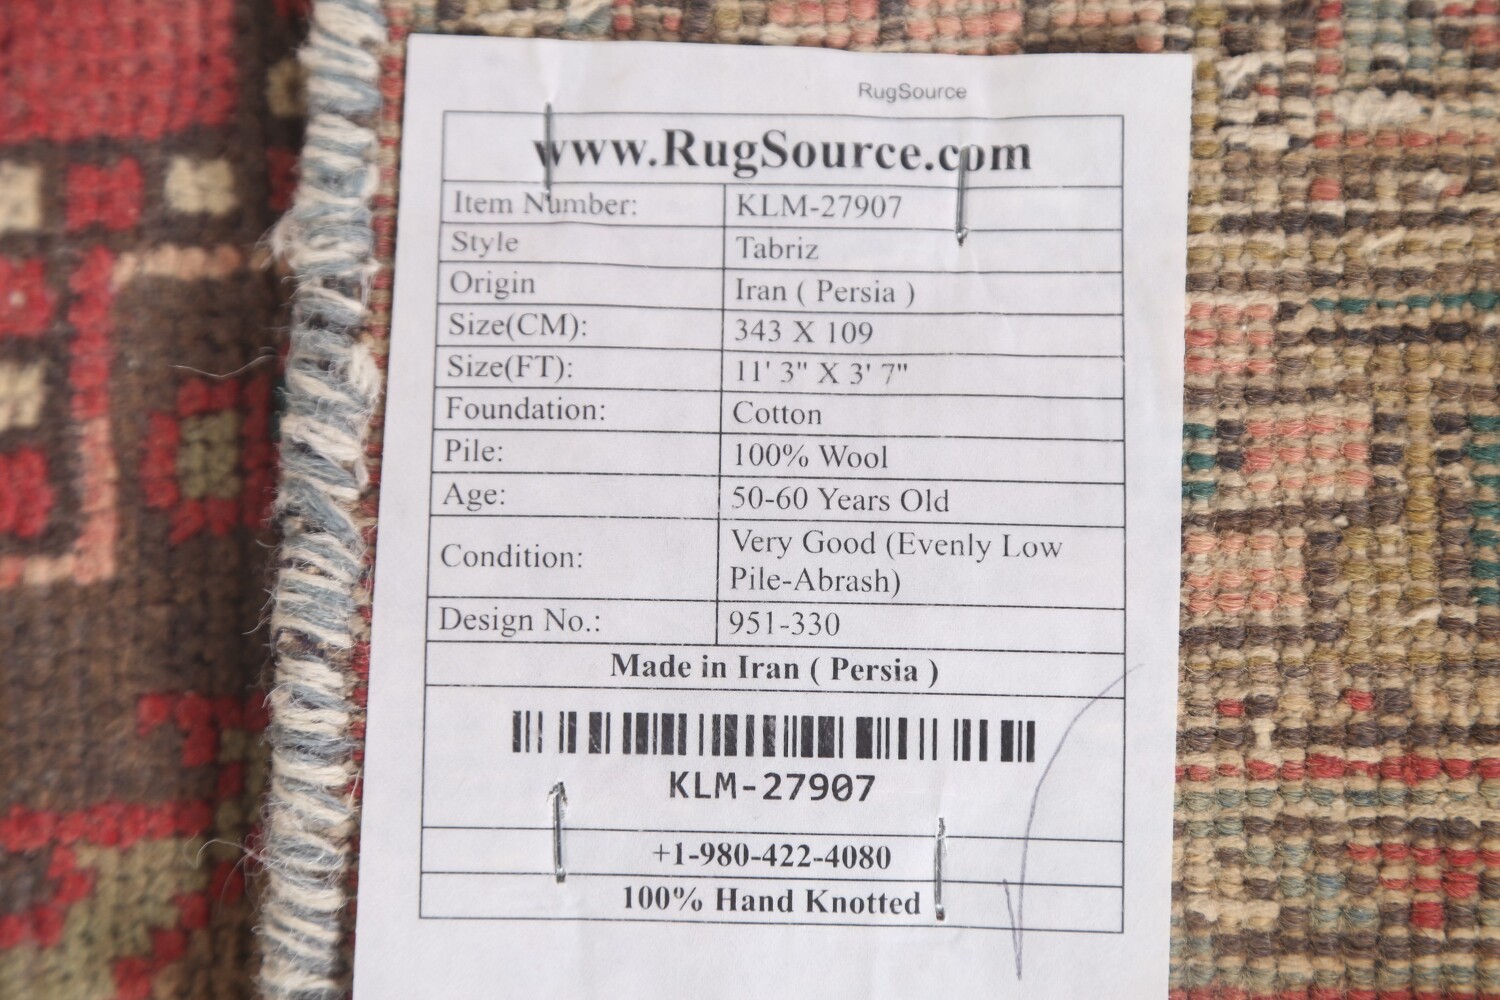 RugSource
www.RugSource.com
Item Number: KLM-27907
Style Tabriz
Origin Iran ( Persia )
Size(CM): 343 X 109
Size(FT): 11' 3" X 3' 7"
Foundation: Cotton
Pile: 100% Wool
Age: 50-60 Years Old
Condition: Very Good (Evenly Low
Pile-Abrash)
Design No.: 951-330
Made in Iran ( Persia )
KLM-27907
+1-980-422-4080
100% Hand Knotted